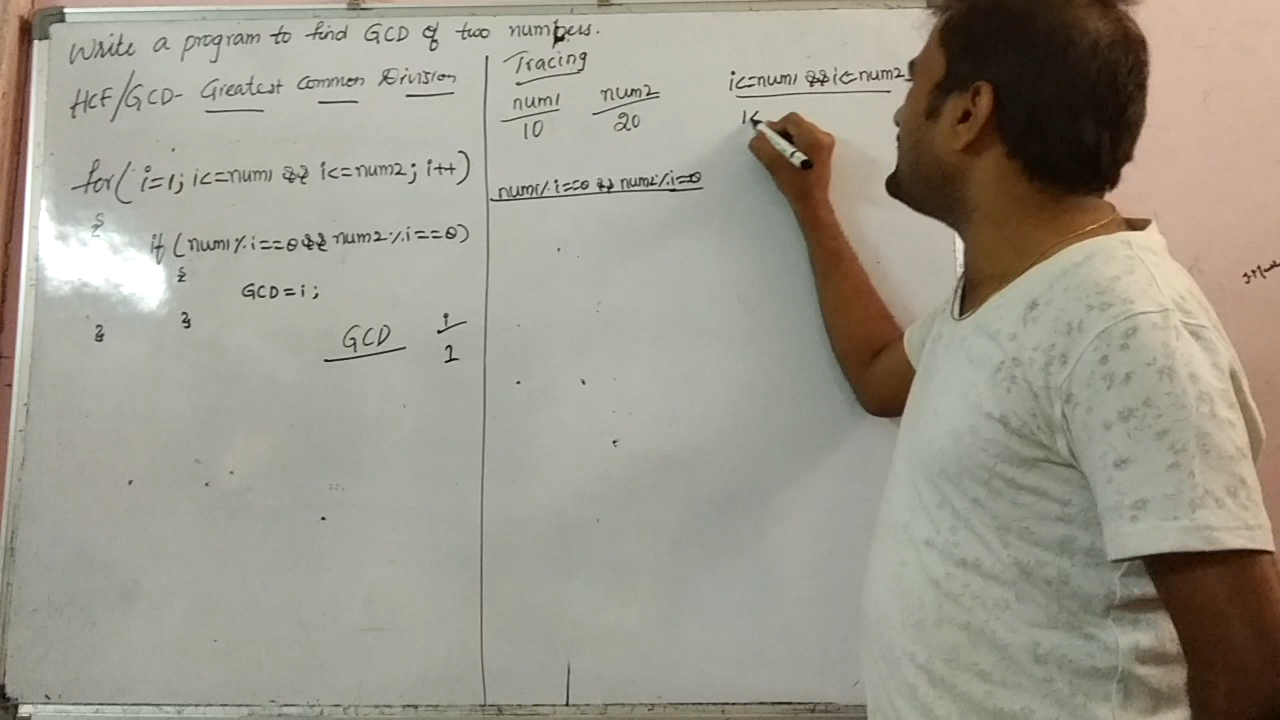 Write a program to find GCD of two numbers.
HCF/GCD- Greatest Common Division
for( i=1; i<=num1 && i<=num2; i++)
{
if (num1%i==0 && num2%i==0)
{
GCD=i;
}
}
GCD i
1
Tracing
num1 num2
10 20
num1%i==0 && num2%i==0
i<=num1 && i<=num2
1<